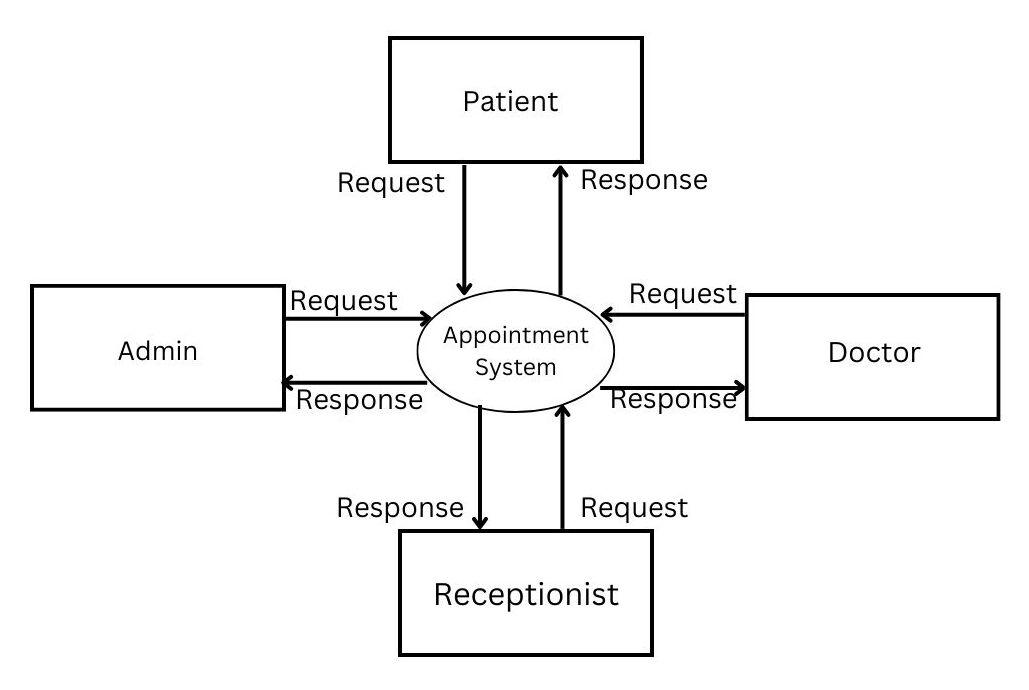 Patient
Request
Response
Request
Request
Admin
Appointment
System
Doctor
Response
Response
Response
Request
Receptionist